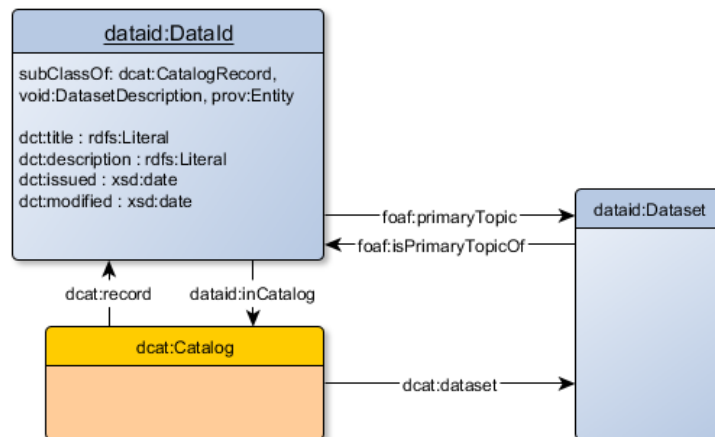 dataid:DataId
subClassOf: dcat:CatalogRecord,
void:DatasetDescription, prov:Entity
dct:title : rdfs:Literal
dct:description : rdfs:Literal
dct:issued : xsd:date
dct:modified : xsd:date
foaf:primaryTopic
dataid:Dataset
foaf:isPrimaryTopicOf
dcat:record
dataid:inCatalog
dcat:Catalog
dcat:dataset